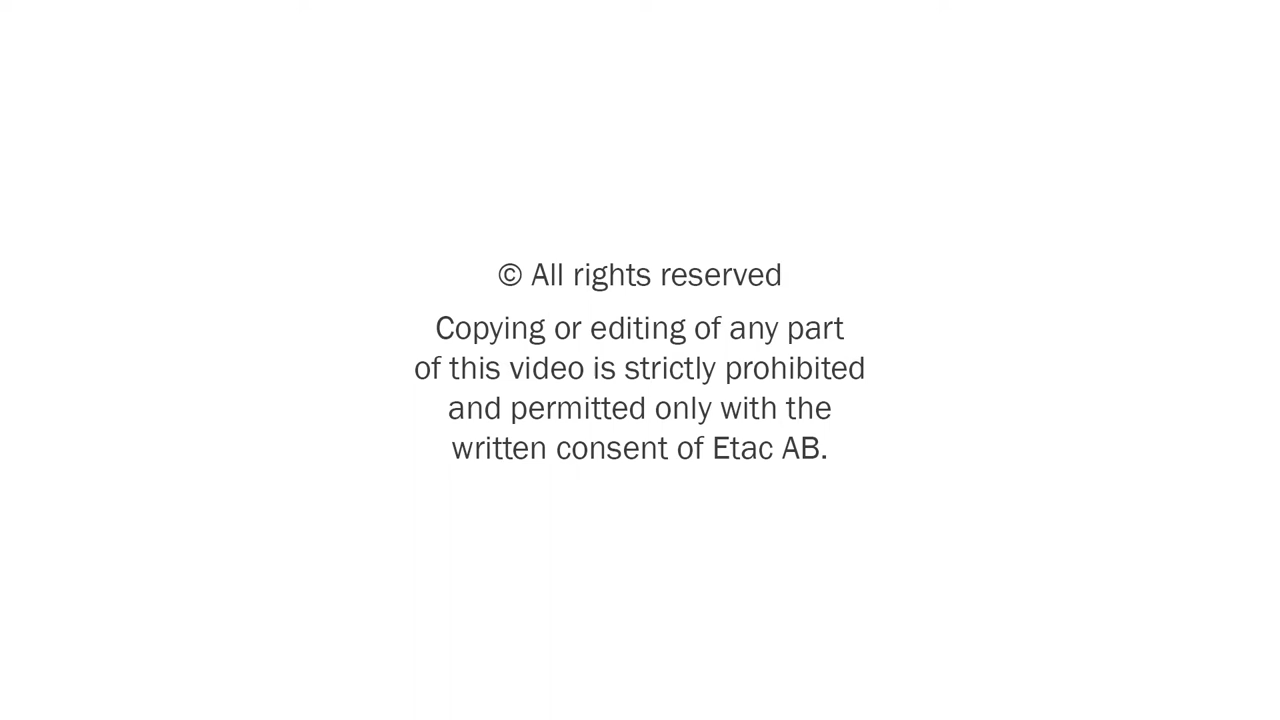 © All rights reserved
Copying or editing of any part
of this video is strictly prohibited
and permitted only with the
written consent of Etac AB.